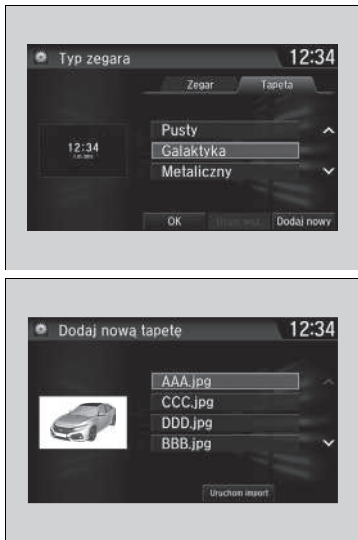 Typ zegara
12:34
Zegar
Tapeta
12:34
Pusty
Galaktyka
Metaliczny
OK
Dodaj nowy
Dodaj nową tapetę
12:34
AAA.jpg
CCC.jpg
DDD.jpg
BBB.jpg
Uruchom import